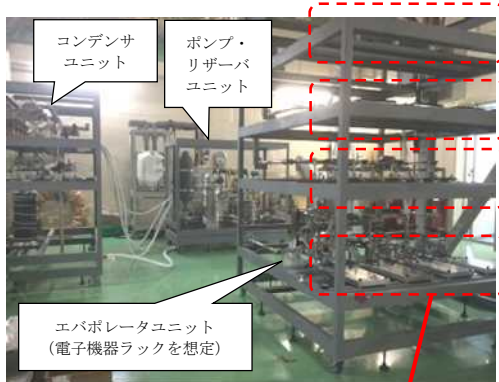 コンデンサ
ユニット
ポンプ・
リザーバ
ユニット
エバポレータユニット
（電子機器ラックを想定）